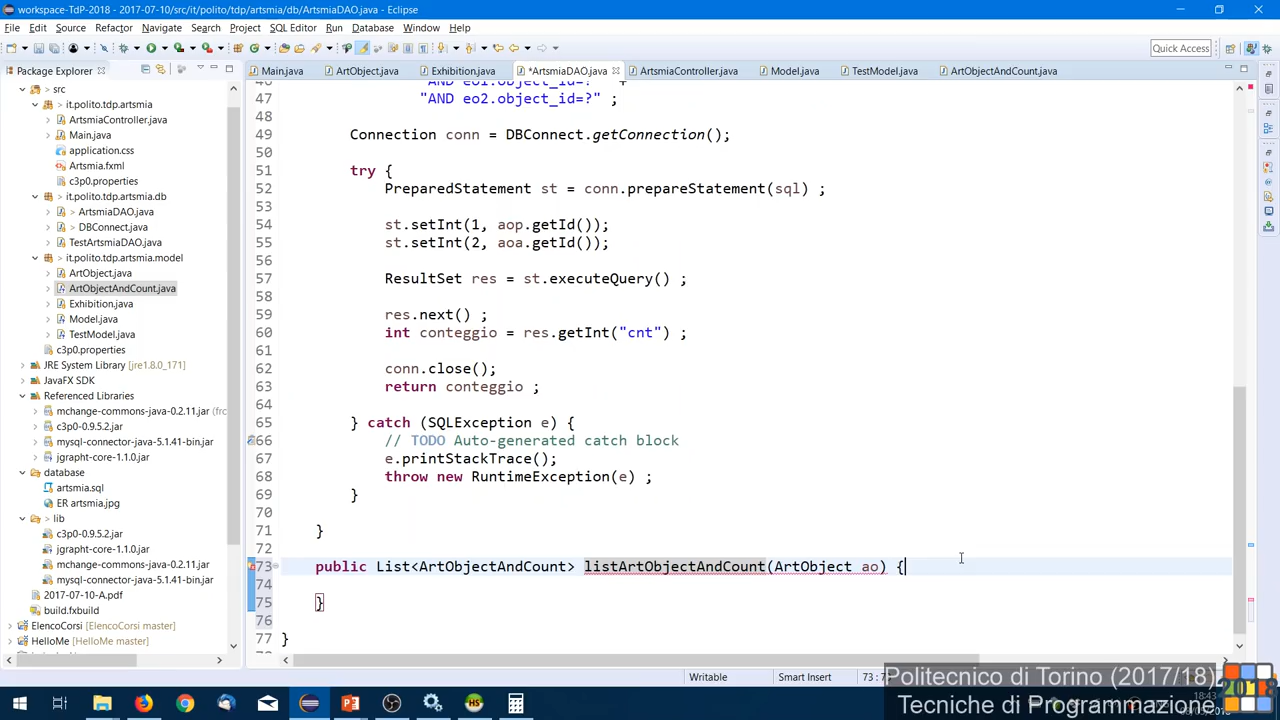 workspace-TdP-2018 - 2017-07-10/src/it/polito/tdp/artsmia/db/ArtsmiaDAO.java - Eclipse
File Edit Source Refactor Navigate Search Project SQL Editor Run Database Window Help
Quick Access
Package Explorer
Main.java ArtObject.java Exhibition.java *ArtsmiaDAO.java ArtsmiaController.java Model.java TestModel.java ArtObjectAndCount.java
src
it.polito.tdp.artsmia
ArtsmiaController.java
Main.java
application.css
Artsmia.fxml
c3p0.properties
it.polito.tdp.artsmia.db
> ArtsmiaDAO.java
> DBConnect.java
TestArtsmiaDAO.java
it.polito.tdp.artsmia.model
ArtObject.java
ArtObjectAndCount.java
Exhibition.java
Model.java
TestModel.java
c3p0.properties
JRE System Library [jre1.8.0_171]
JavaFX SDK
Referenced Libraries
mchange-commons-java-0.2.11.jar (frc
c3p0-0.9.5.2.jar
mysql-connector-java-5.1.41-bin.jar
jgrapht-core-1.1.0.jar
database
artsmia.sql
ER artsmia.jpg
lib
c3p0-0.9.5.2.jar
jgrapht-core-1.1.0.jar
mchange-commons-java-0.2.11.jar
mysql-connector-java-5.1.41-bin.jar
2017-07-10-A.pdf
build.fxbuild
ElencoCorsi [ElencoCorsi master]
HelloMe [HelloMe master]
46 "AND eo1.object_id=?" +
47 "AND eo2.object_id=?" ;
48
49 Connection conn = DBConnect.getConnection();
50
51 try {
52 PreparedStatement st = conn.prepareStatement(sql) ;
53
54 st.setInt(1, aop.getId());
55 st.setInt(2, aoa.getId());
56
57 ResultSet res = st.executeQuery() ;
58
59 res.next() ;
60 int conteggio = res.getInt("cnt") ;
61
62 conn.close();
63 return conteggio ;
64
65 } catch (SQLException e) {
66 // TODO Auto-generated catch block
67 e.printStackTrace();
68 throw new RuntimeException(e) ;
69 }
70
71 }
72
73 public List<ArtObjectAndCount> listArtObjectAndCount(ArtObject ao) {
74
75 }
76
77 }
Writable Smart Insert 73 : 7
Politecnico di Torino (2017/18)
Tecniche di Programmazione
2018
18:43